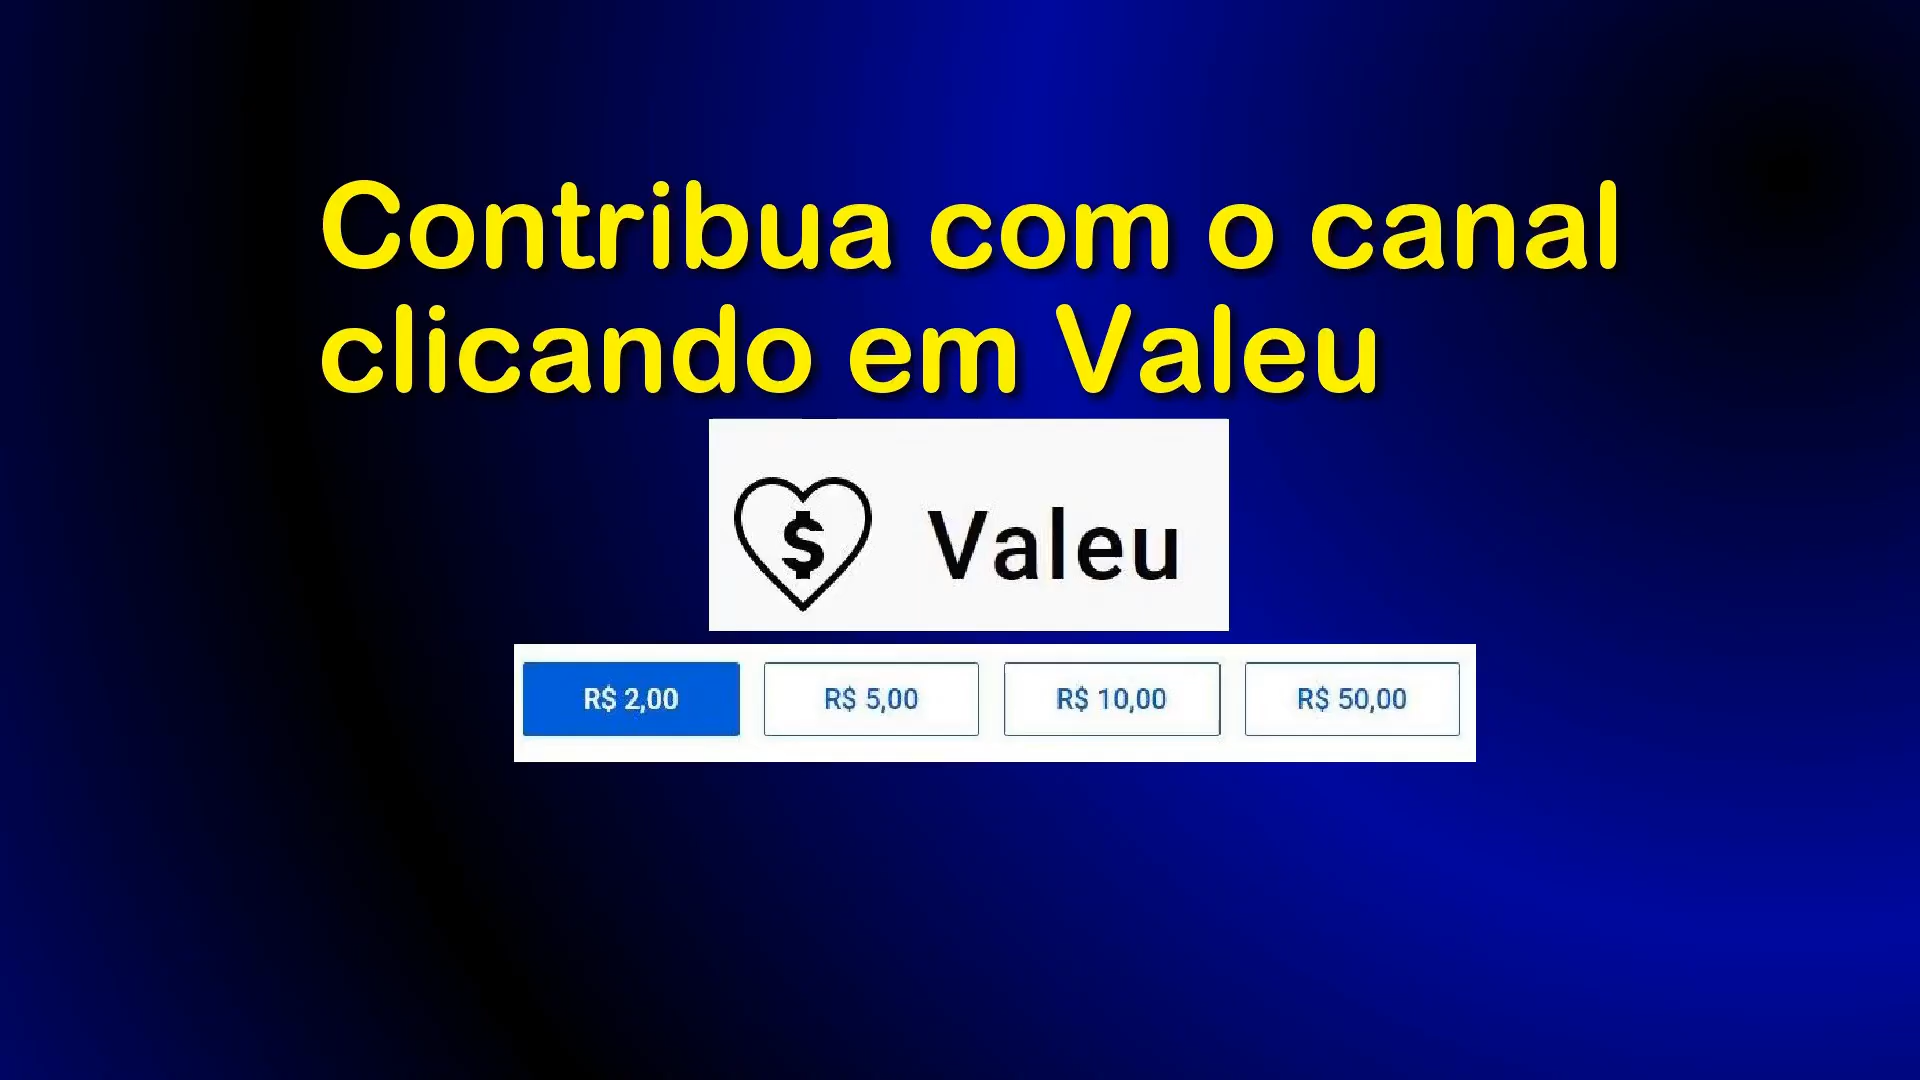 Contribua com o canal
clicando em Valeu
$ Valeu
R$ 2,00 R$ 5,00 R$ 10,00 R$ 50,00